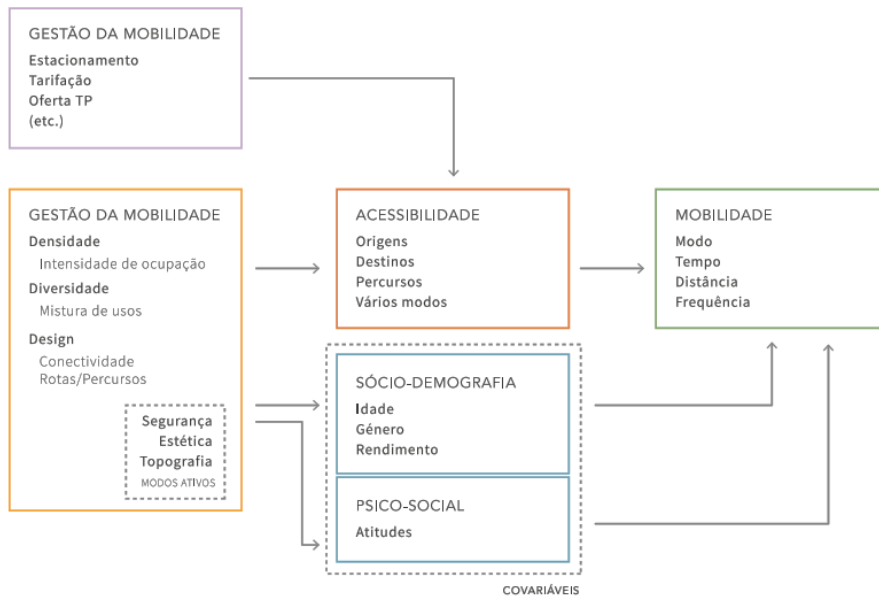 GESTÃO DA MOBILIDADE
Estacionamento
Tarifação
Oferta TP
(etc.)
GESTÃO DA MOBILIDADE
Densidade
Intensidade de ocupação
Diversidade
Mistura de usos
Design
Conectividade
Rotas/Percursos
Segurança
Estética
Topografia
MODOS ATIVOS
ACESSIBILIDADE
Origens
Destinos
Percursos
Vários modos
MOBILIDADE
Modo
Tempo
Distância
Frequência
SÓCIO-DEMOGRAFIA
Idade
Género
Rendimento
PSICO-SOCIAL
Atitudes
COVARIÁVEIS